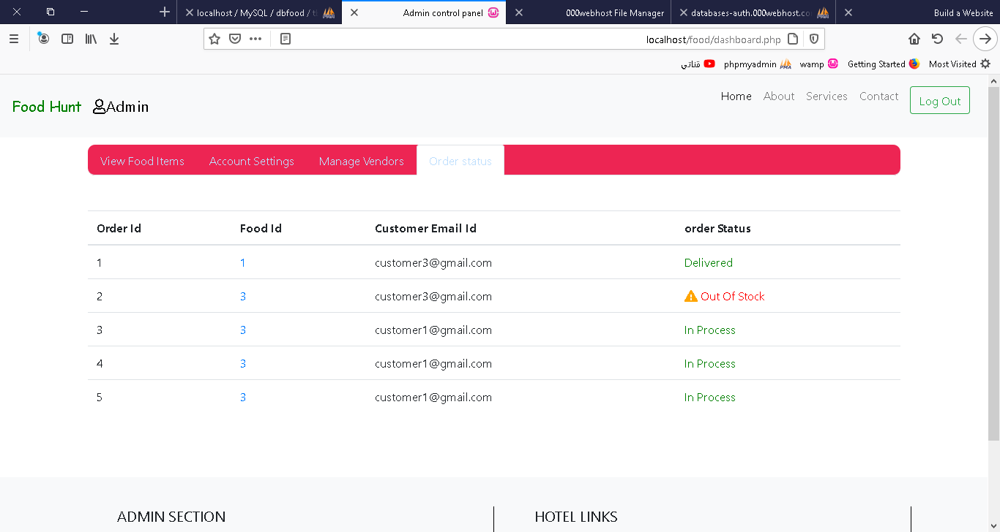 localhost / MySQL / dbfood /
Admin control panel
000webhost File Manager
databases-auth.000webhost.co
Build a Website
localhost/food/dashboard.php
قناتي
phpmyadmin
wamp
Getting Started
Most Visited
Food Hunt Admin
Home About Services Contact Log Out
View Food Items Account Settings Manage Vendors Order status
Order Id Food Id Customer Email Id order Status
1 1 customer3@gmail.com Delivered
2 3 customer3@gmail.com Out Of Stock
3 3 customer1@gmail.com In Process
4 3 customer1@gmail.com In Process
5 3 customer1@gmail.com In Process
ADMIN SECTION HOTEL LINKS